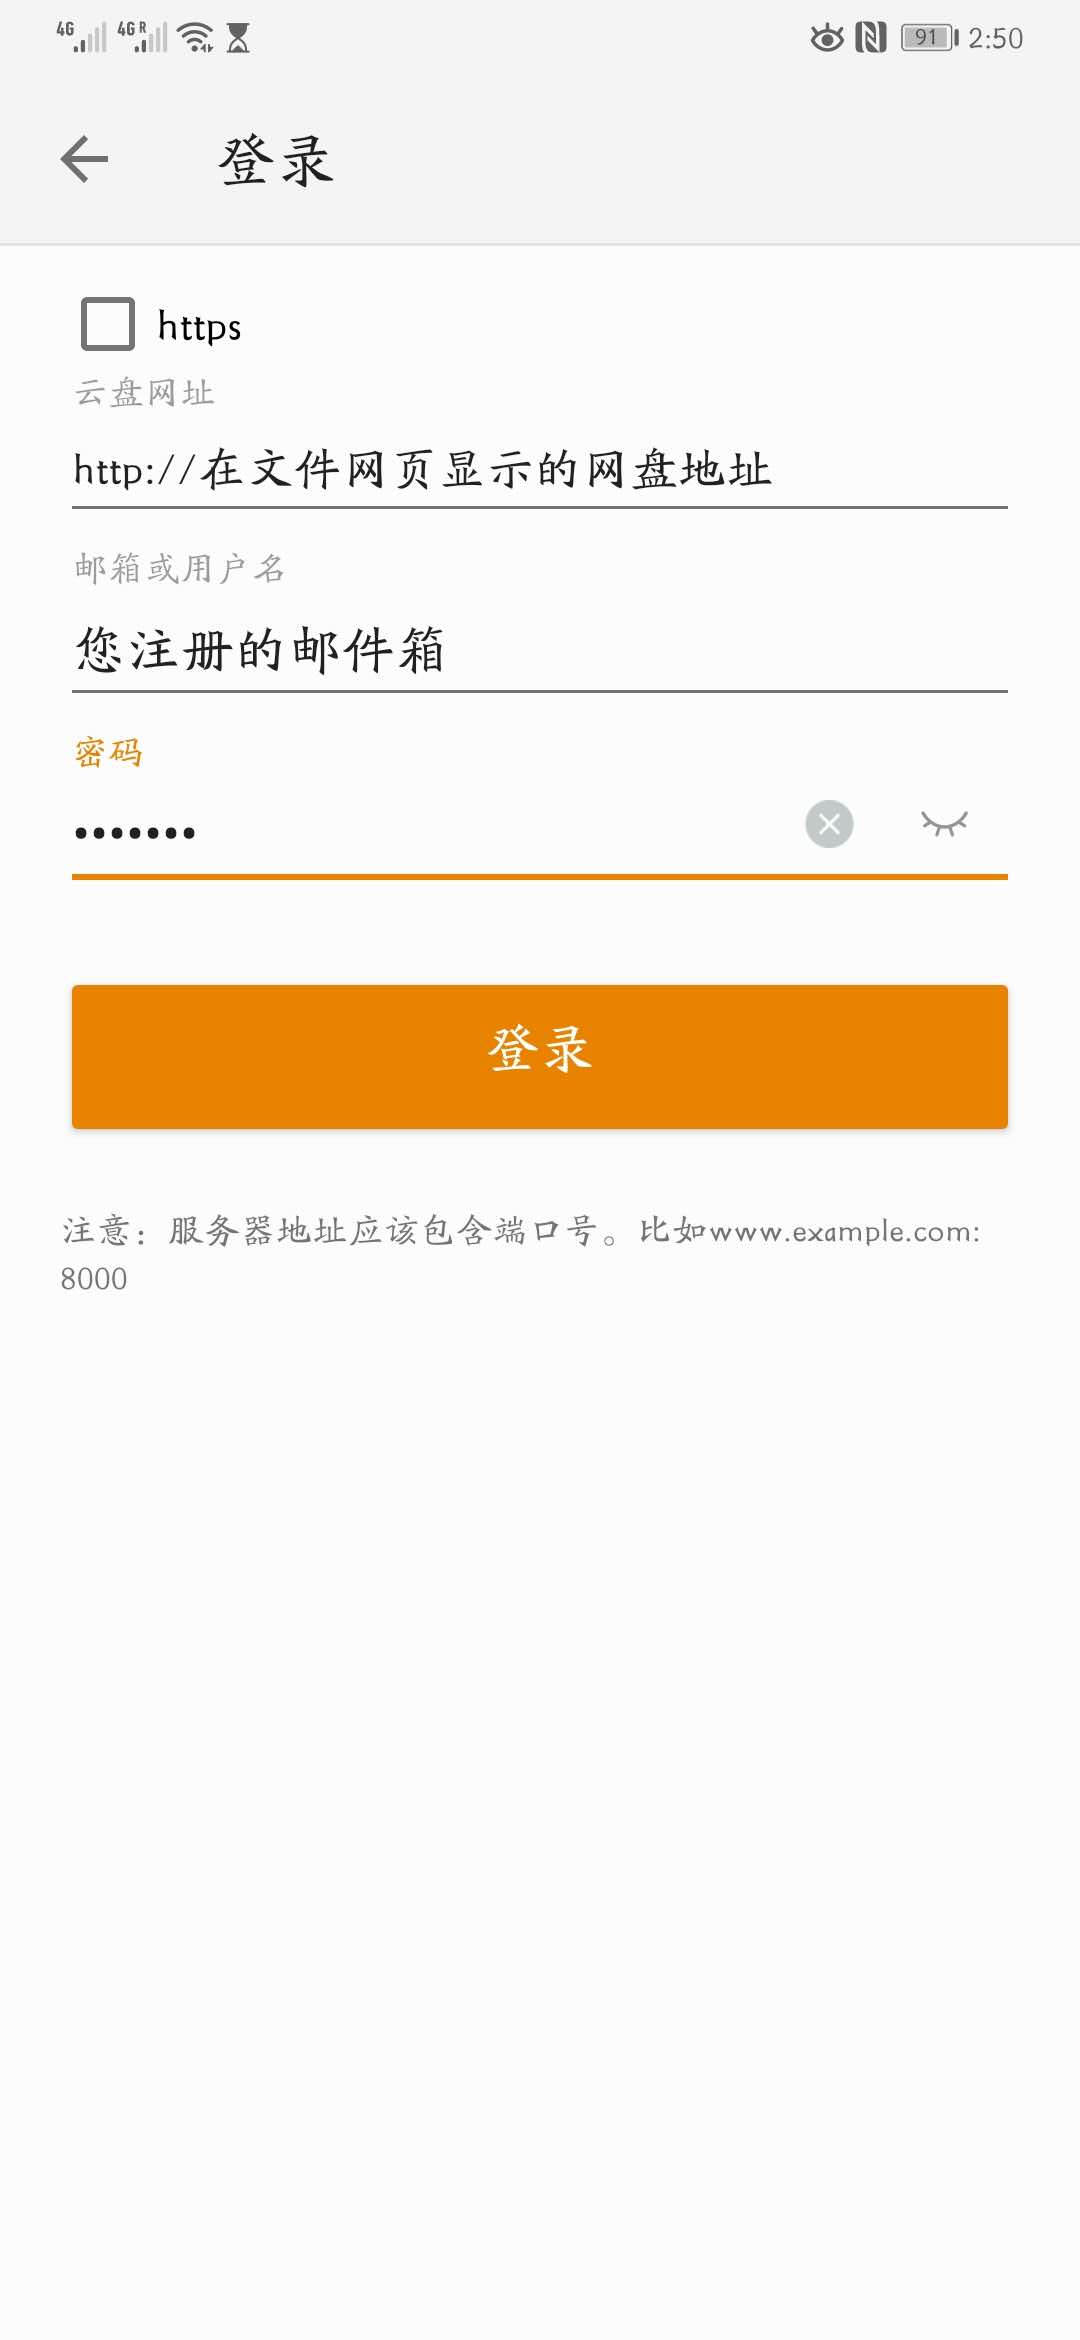 4G 4G R 91 2:50
登录
https
云盘网址
http://在文件网页显示的网盘地址
邮箱或用户名
您注册的邮件箱
密码
•••••••
登录
注意：服务器地址应该包含端口号。比如www.example.com:
8000